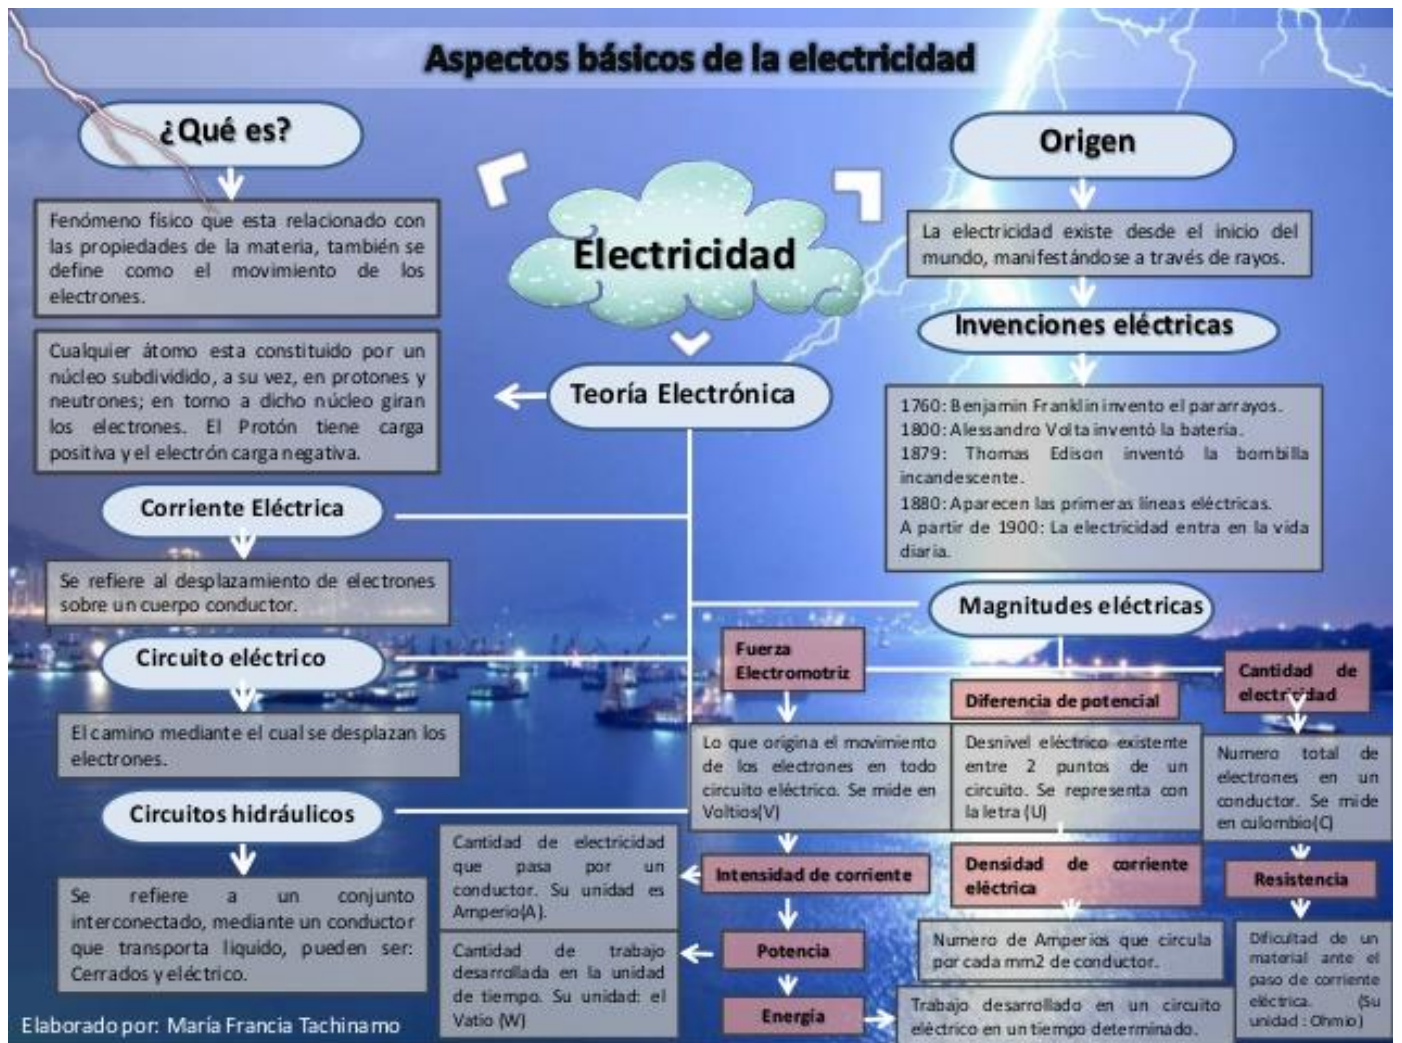 Aspectos básicos de la electricidad
¿Qué es?
Fenómeno físico que esta relacionado con
las propiedades de la materia, también se
define como el movimiento de los
electrones.
Cualquier átomo esta constituido por un
núcleo subdividido, a su vez, en protones y
neutrones; en torno a dicho núcleo giran
los electrones. El Protón tiene carga
positiva y el electrón carga negativa.
Electricidad
Teoría Electrónica
Origen
La electricidad existe desde el inicio del
mundo, manifestándose a través de rayos.
Invenciones eléctricas
1760: Benjamin Franklin invento el pararrayos.
1800: Alessandro Volta inventó la batería.
1879: Thomas Edison inventó la bombilla
incandescente.
1880: Aparecen las primeras líneas eléctricas.
A partir de 1900: La electricidad entra en la vida
diaria.
Corriente Eléctrica
Se refiere al desplazamiento de electrones
sobre un cuerpo conductor.
Circuito eléctrico
El camino mediante el cual se desplazan los
electrones.
Circuitos hidráulicos
Se refiere a un conjunto
interconectado, mediante un conductor
que transporta liquido, pueden ser:
Cerrados y eléctrico.
Magnitudes eléctricas
Fuerza
Electromotriz
Lo que origina el movimiento
de los electrones en todo
circuito eléctrico. Se mide en
Voltios(V)
Diferencia de potencial
Desnivel eléctrico existente
entre 2 puntos de un
circuito. Se representa con
la letra (U)
Cantidad de
electricidad
Numero total de
electrones en un
conductor. Se mide
en culombio(C)
Intensidad de corriente
Cantidad de electricidad
que pasa por un
conductor. Su unidad es
Amperio(A).
Densidad de corriente
eléctrica
Numero de Amperios que circula
por cada mm2 de conductor.
Resistencia
Dificultad de un
material ante el
paso de corriente
eléctrica. (Su
unidad : Ohmio)
Potencia
Cantidad de trabajo
desarrollada en la unidad
de tiempo. Su unidad: el
Vatio (W)
Energía
Trabajo desarrollado en un circuito
eléctrico en un tiempo determinado.
Elaborado por: María Francia Tachinamo